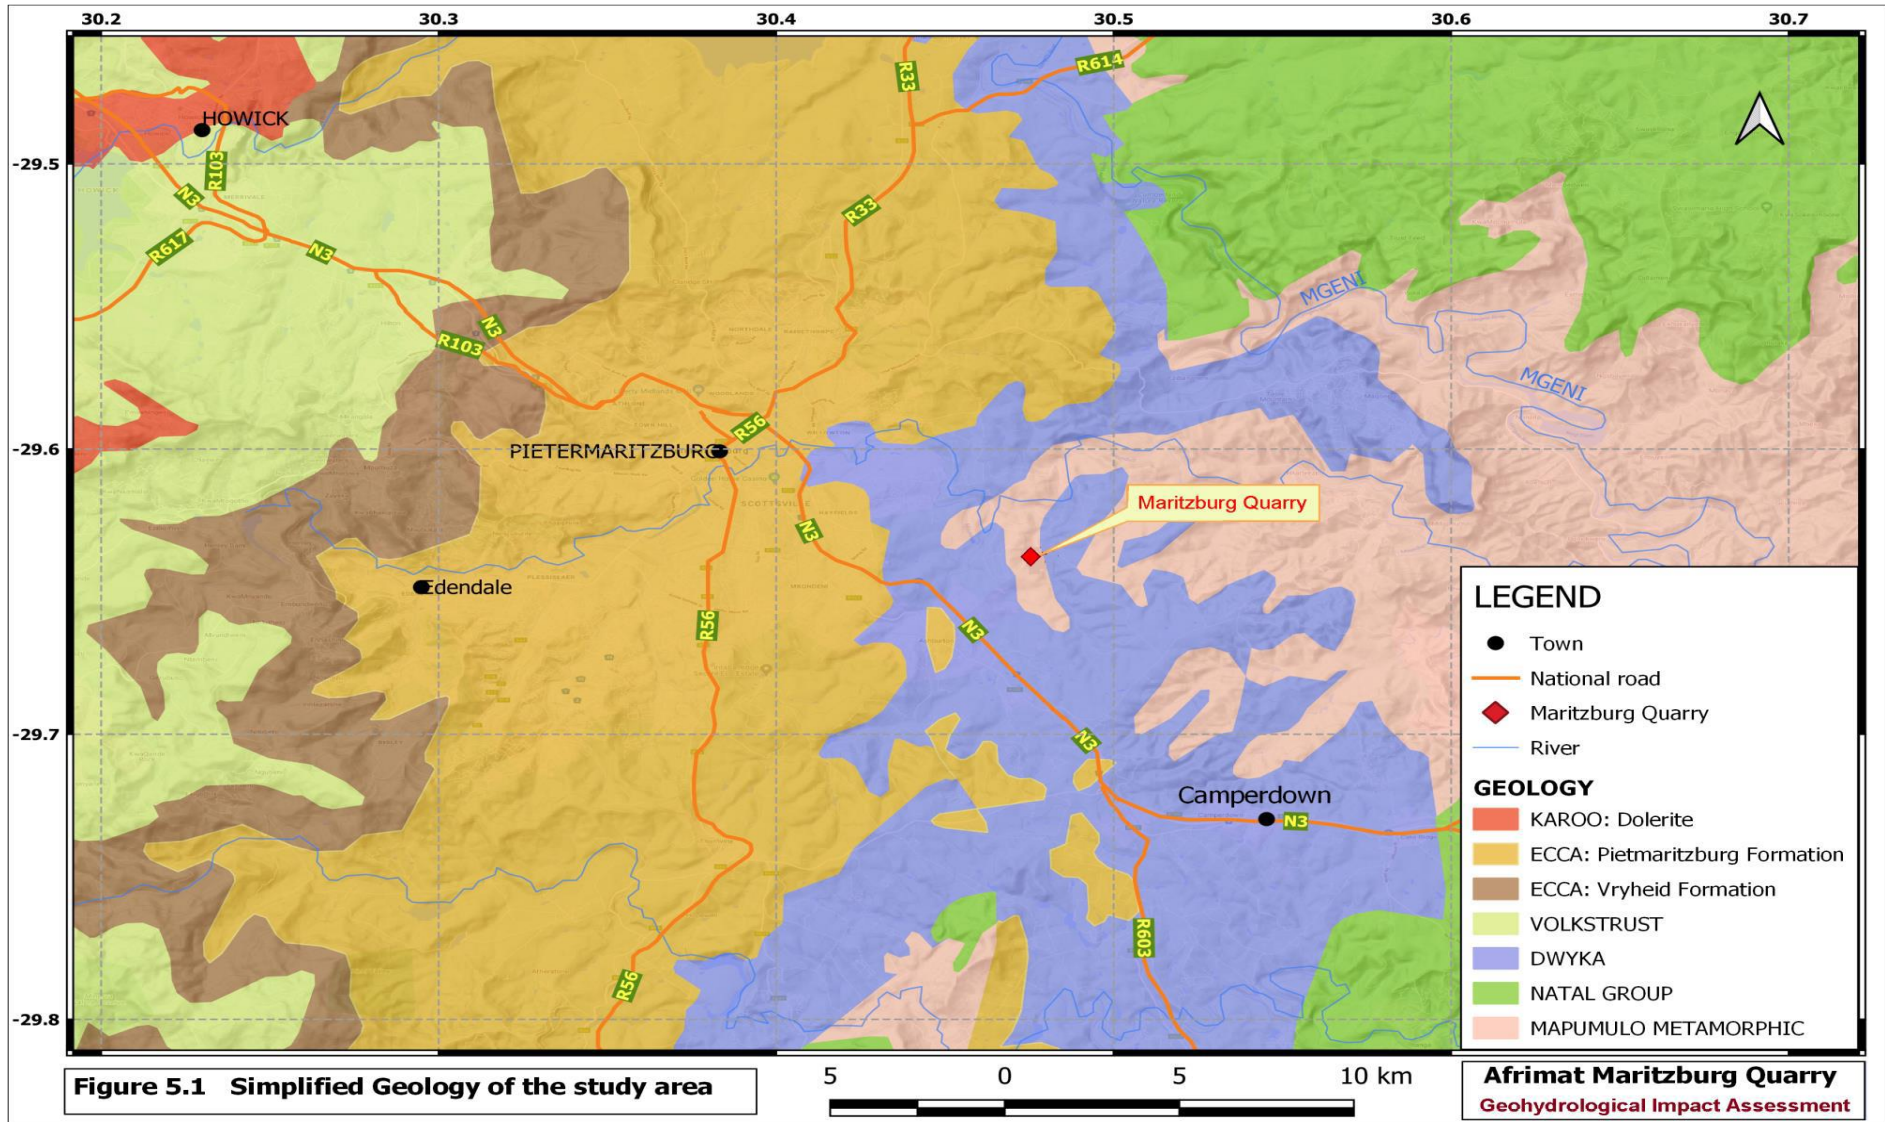 30.2 30.3 30.4 30.5 30.6 30.7
-29.5
-29.6
-29.7
-29.8
HOWICK
R103
N3
R617
N3
R103
N3
R33
R33
R614
MGENI
MGENI
PIETERMARITZBURG
R56
SCOTTSVILLE
N3
Maritzburg Quarry
Edendale
R56
N3
N3
Camperdown
N3
R603
R56
LEGEND
Town
National road
Maritzburg Quarry
River
GEOLOGY
KAROO: Dolerite
ECCA: Pietmaritzburg Formation
ECCA: Vryheid Formation
VOLKSTRUST
DWYKA
NATAL GROUP
MAPUMULO METAMORPHIC
Figure 5.1 Simplified Geology of the study area
5 0 5 10 km
Afrimat Maritzburg Quarry
Geohydrological Impact Assessment